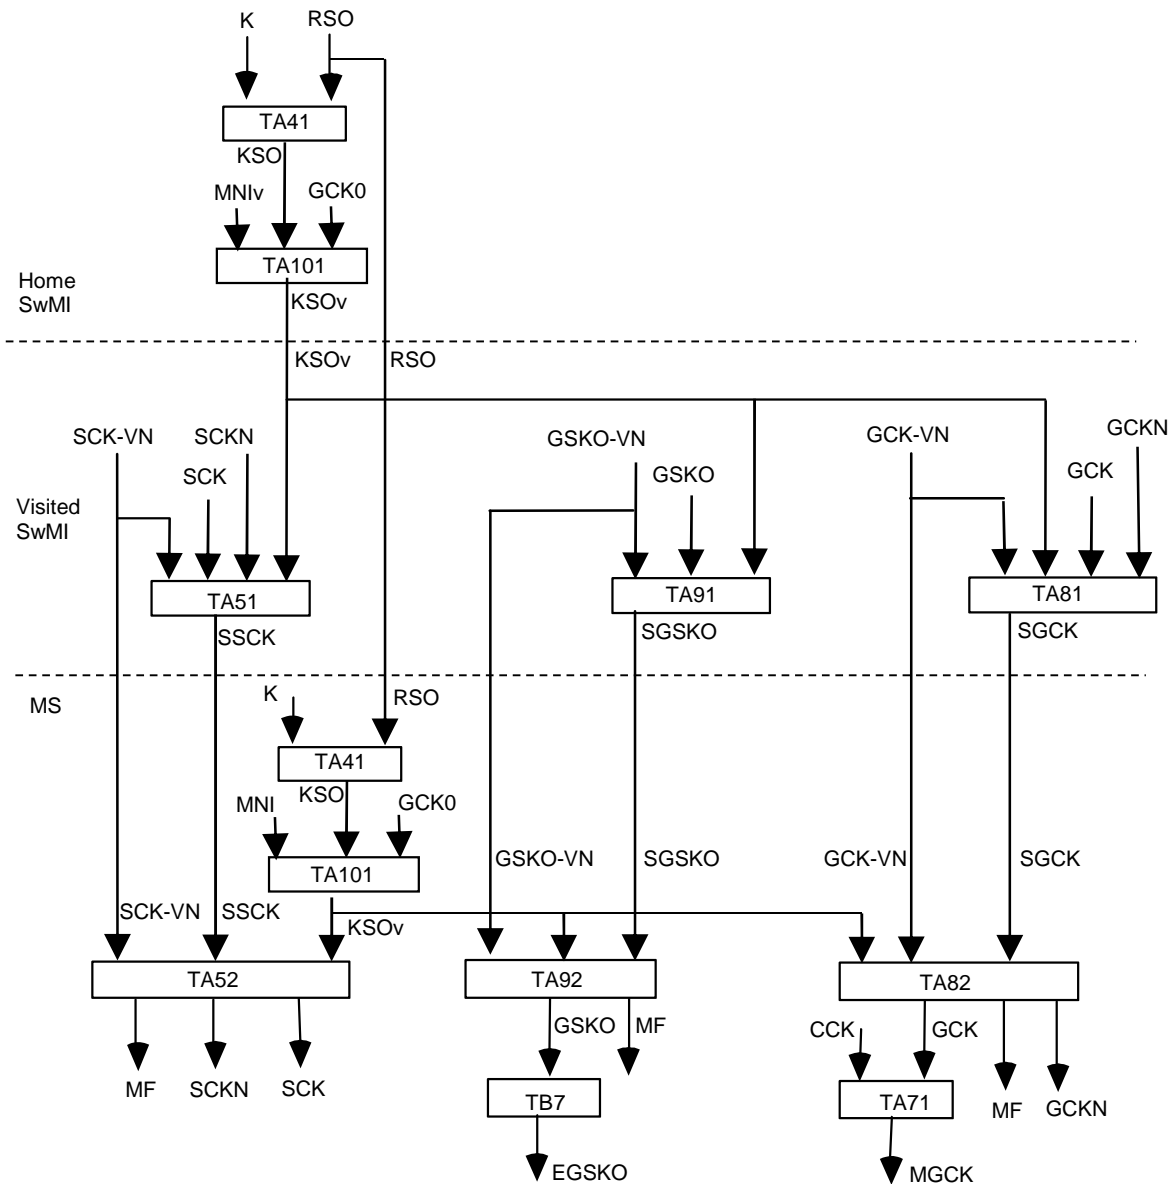 K
RSO
TA41
KSO
MNIv
GCK0
TA101
Home
SwMI
KSOv
KSOv
RSO
SCK-VN
SCKN
GSKO-VN
GCK-VN
GCKN
SCK
GSKO
GCK
Visited
SwMI
TA51
TA91
TA81
SSCK
SGSKO
SGCK
MS
K
RSO
TA41
KSO
MNI
GCK0
TA101
GSKO-VN
SGSKO
GCK-VN
SGCK
SCK-VN
SSCK
KSOv
TA52
TA92
TA82
GSKO
MF
CCK
GCK
MF
SCKN
SCK
TB7
TA71
MF
GCKN
EGSKO
MGCK